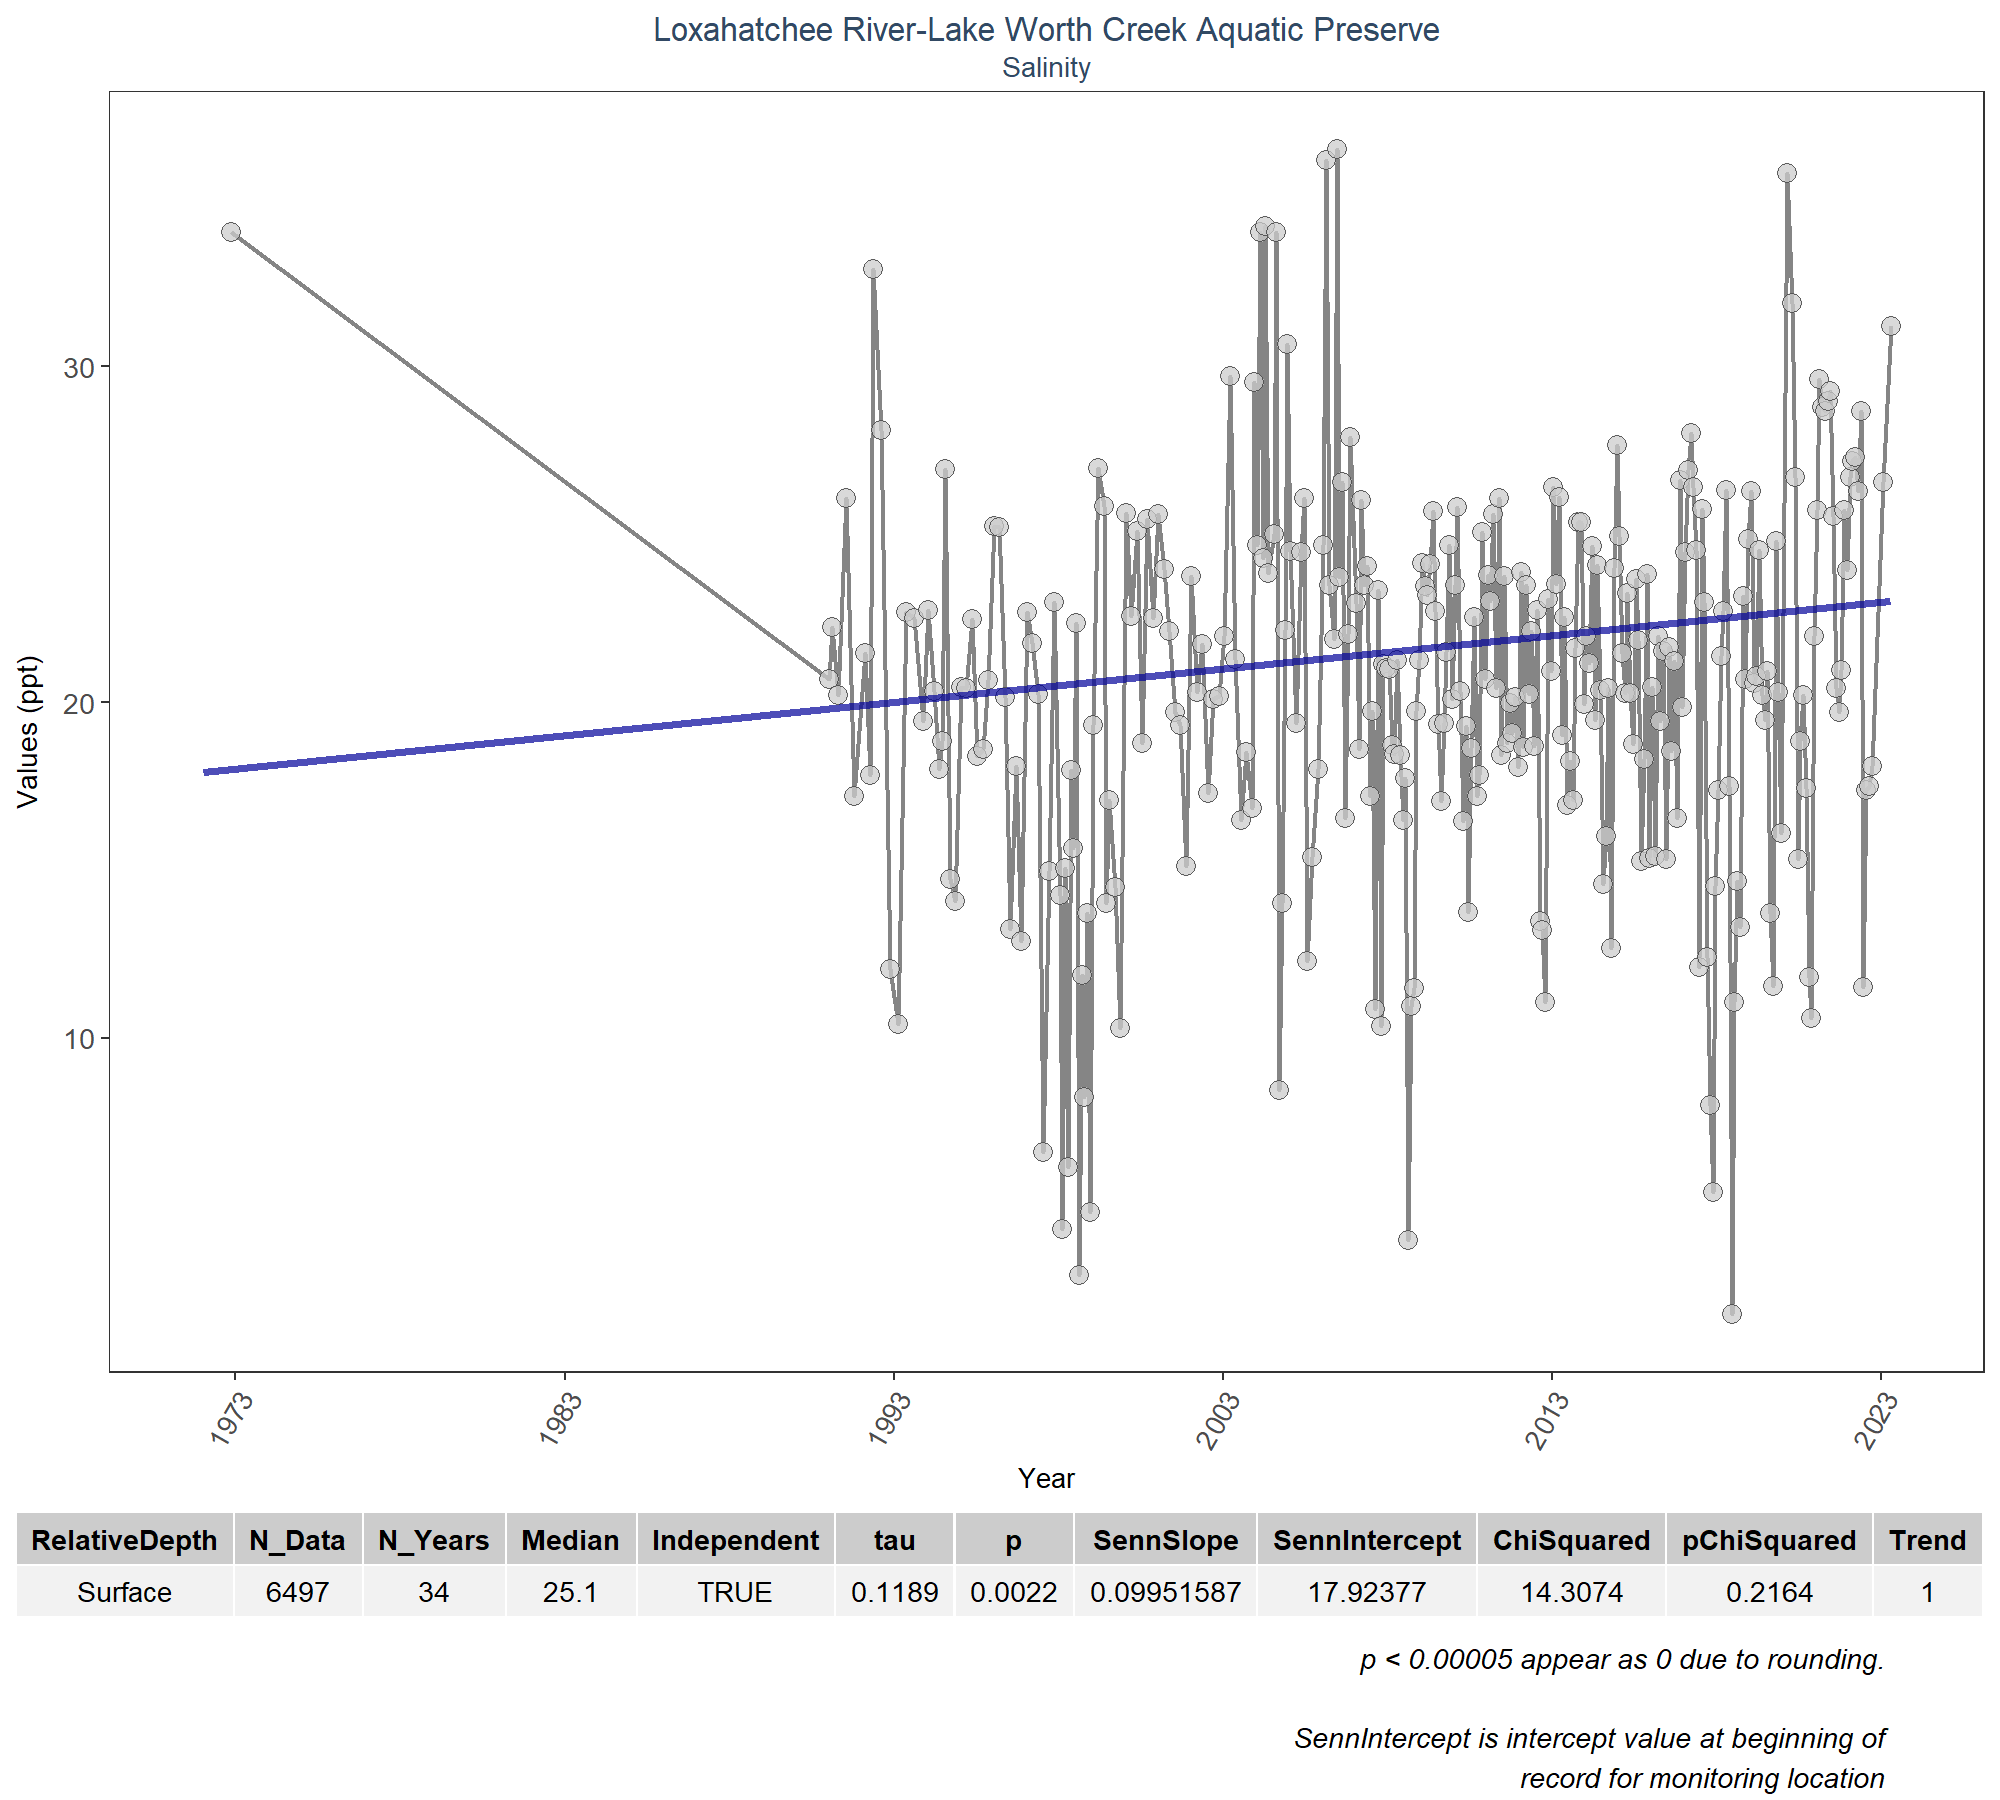 Loxahatchee River-Lake Worth Creek Aquatic Preserve
Salinity
Values (ppt)
30
20
10
1973
1983
1993
2003
2013
2023
Year
RelativeDepth N_Data N_Years Median Independent tau p SennSlope SennIntercept ChiSquared pChiSquared Trend
Surface 6497 34 25.1 TRUE 0.1189 0.0022 0.09951587 17.92377 14.3074 0.2164 1
p < 0.00005 appear as 0 due to rounding.
SennIntercept is intercept value at beginning of
record for monitoring location